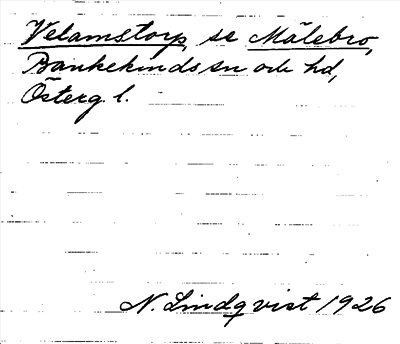 Velamstorp, se Målebro,
Bankekinds sn och hd,
Österg. l.
N. Lindqvist 1926